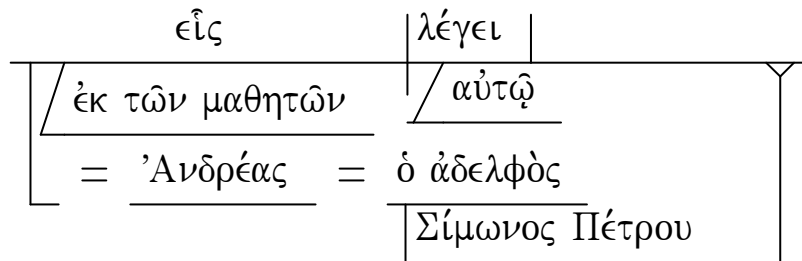 εἷς λέγει
ἐκ τῶν μαθητῶν αὐτῷ
= Ἀνδρέας = ὁ ἀδελφὸς
Σίμωνος Πέτρου